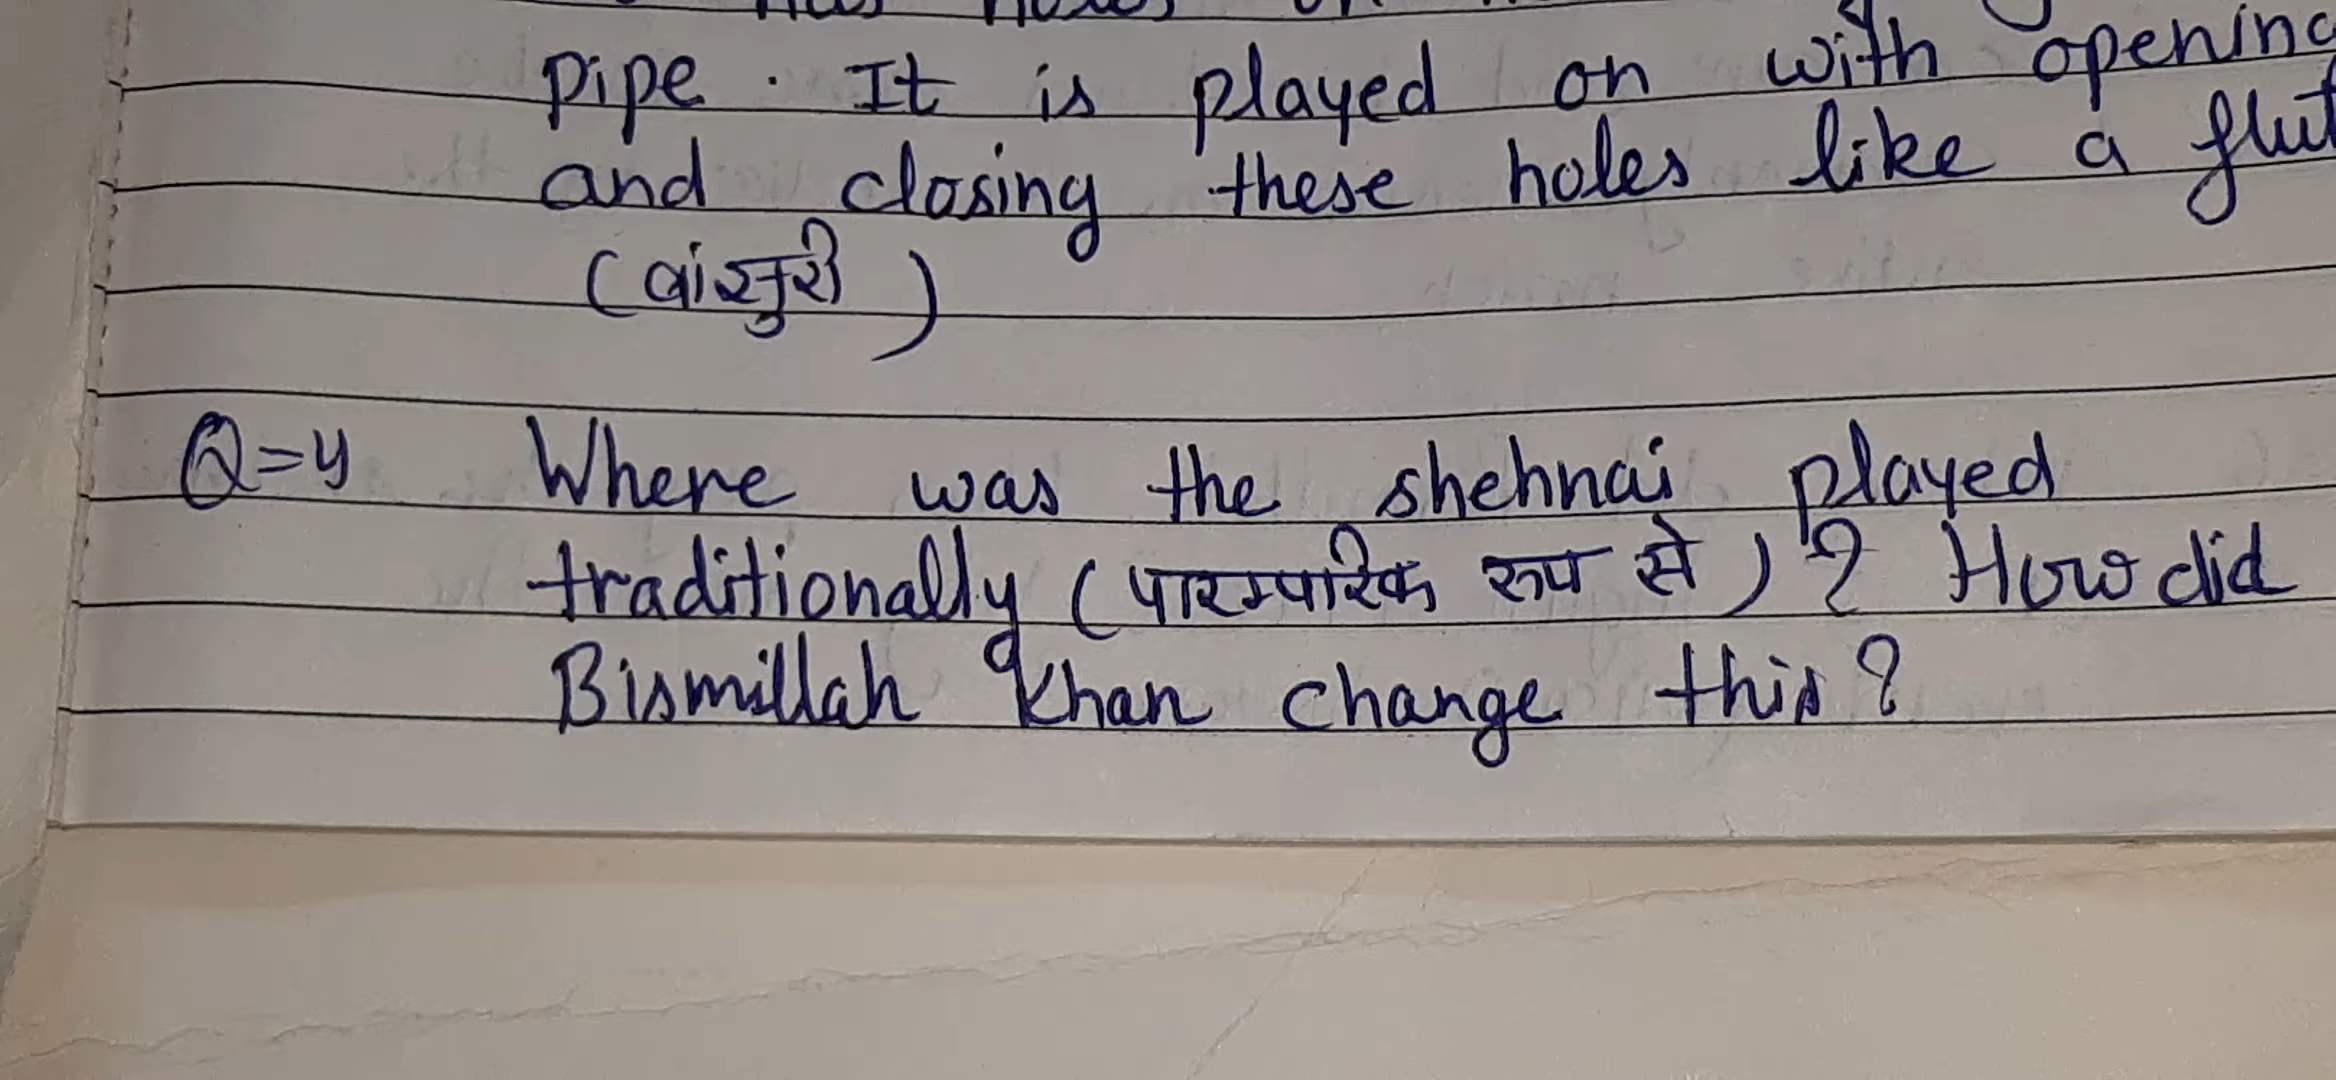 pipe. It is played on with opening
and closing these holes like a
(बांसुरी)
Q=4 Where was the shehnai played
traditionally (पारम्परिक रूप से)? How did
Bismillah Khan change this?